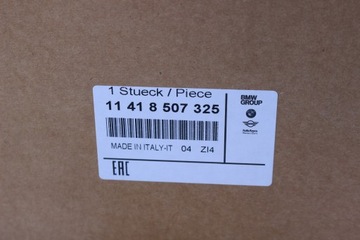 1 Stueck / Piece
11 41 8 507 325
BMW
GROUP
MADE IN ITALY-IT 04 ZI4
EAC